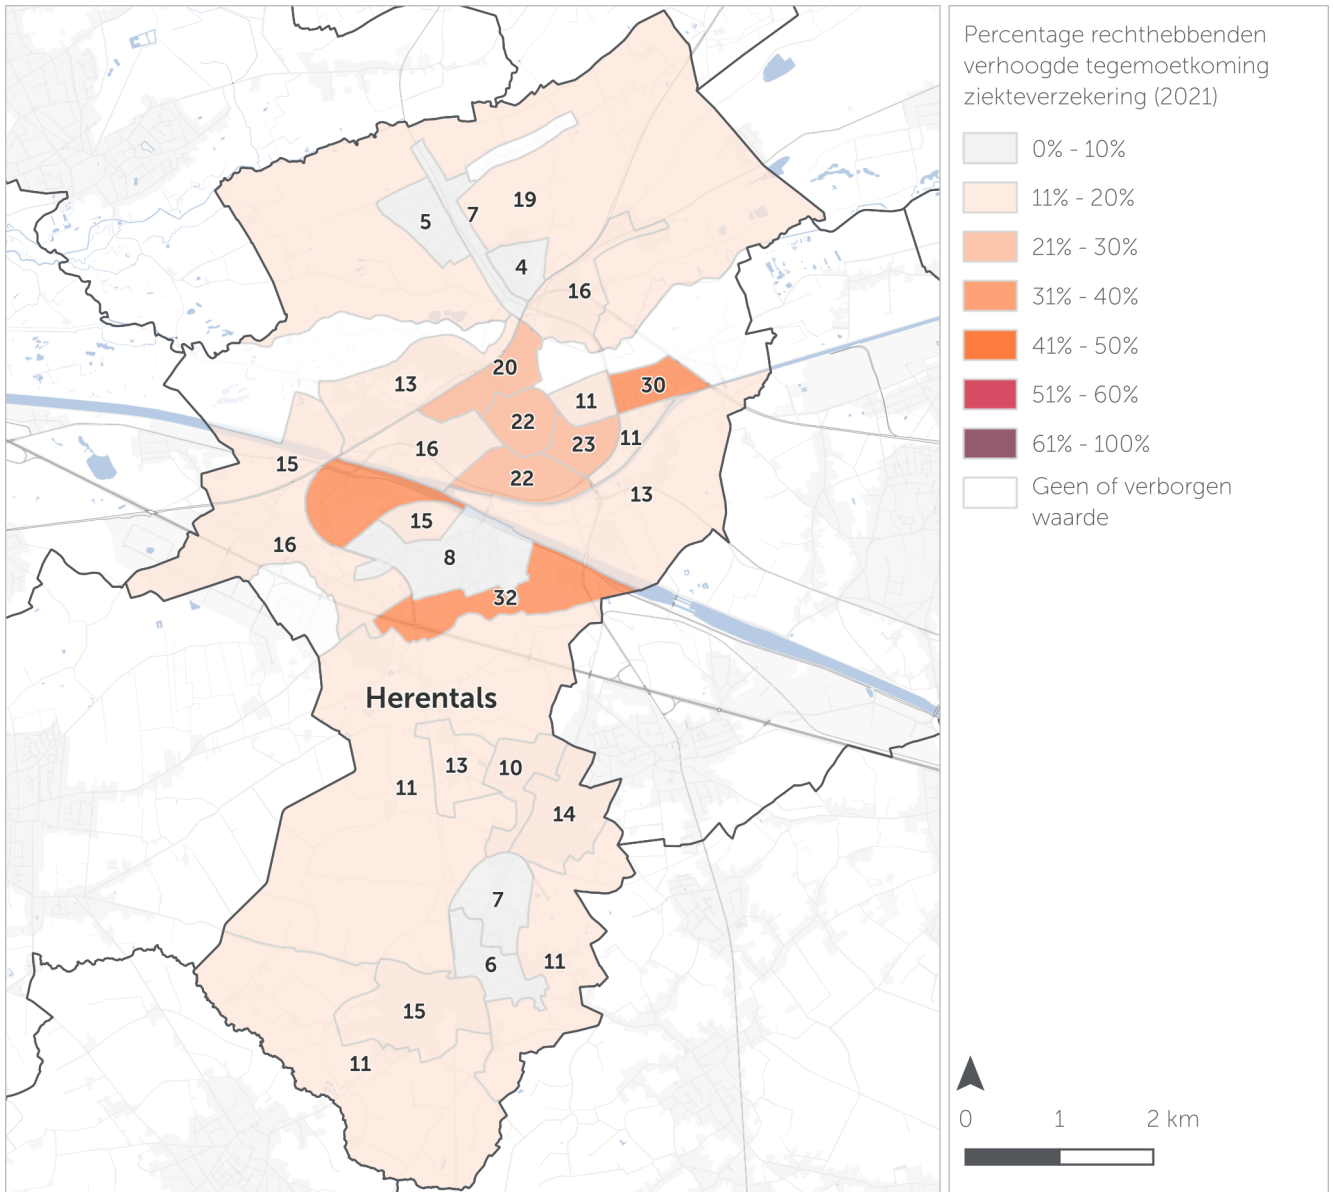 Percentage rechthebbenden
verhoogde tegemoetkoming
ziekteverzekering (2021)
0% - 10%
11% - 20%
21% - 30%
31% - 40%
41% - 50%
51% - 60%
61% - 100%
Geen of verborgen
waarde
0 1 2 km
19
5
7
4
16
20
13
30
11
22
16
23
11
15
22
13
15
16
8
32
Herentals
13
10
11
14
7
6
11
15
11